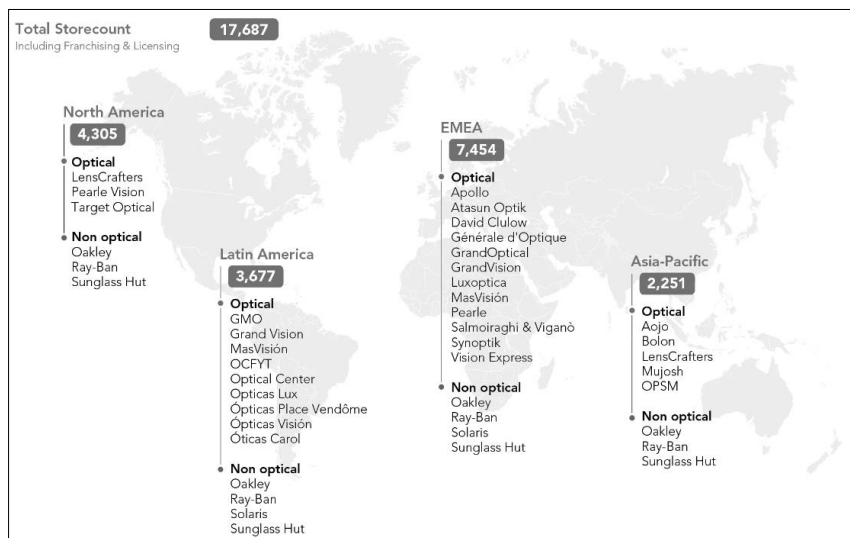 Total Storecount 17,687
Including Franchising & Licensing
North America
4,305
Optical
LensCrafters
Pearle Vision
Target Optical
Non optical
Oakley
Ray-Ban
Sunglass Hut
Latin America
3,677
Optical
GMO
Grand Vision
MasVisión
OCFYT
Optical Center
Opticas Lux
Ópticas Place Vendôme
Ópticas Visión
Óticas Carol
Non optical
Oakley
Ray-Ban
Solaris
Sunglass Hut
EMEA
7,454
Optical
Apollo
Atasun Optik
David Clulow
Générale d'Optique
GrandOptical
GrandVision
Luxoptica
MasVisión
Pearle
Salmoiraghi & Viganò
Synoptik
Vision Express
Non optical
Oakley
Ray-Ban
Solaris
Sunglass Hut
Asia-Pacific
2,251
Optical
Aojo
Bolon
LensCrafters
Mujosh
OPSM
Non optical
Oakley
Ray-Ban
Sunglass Hut